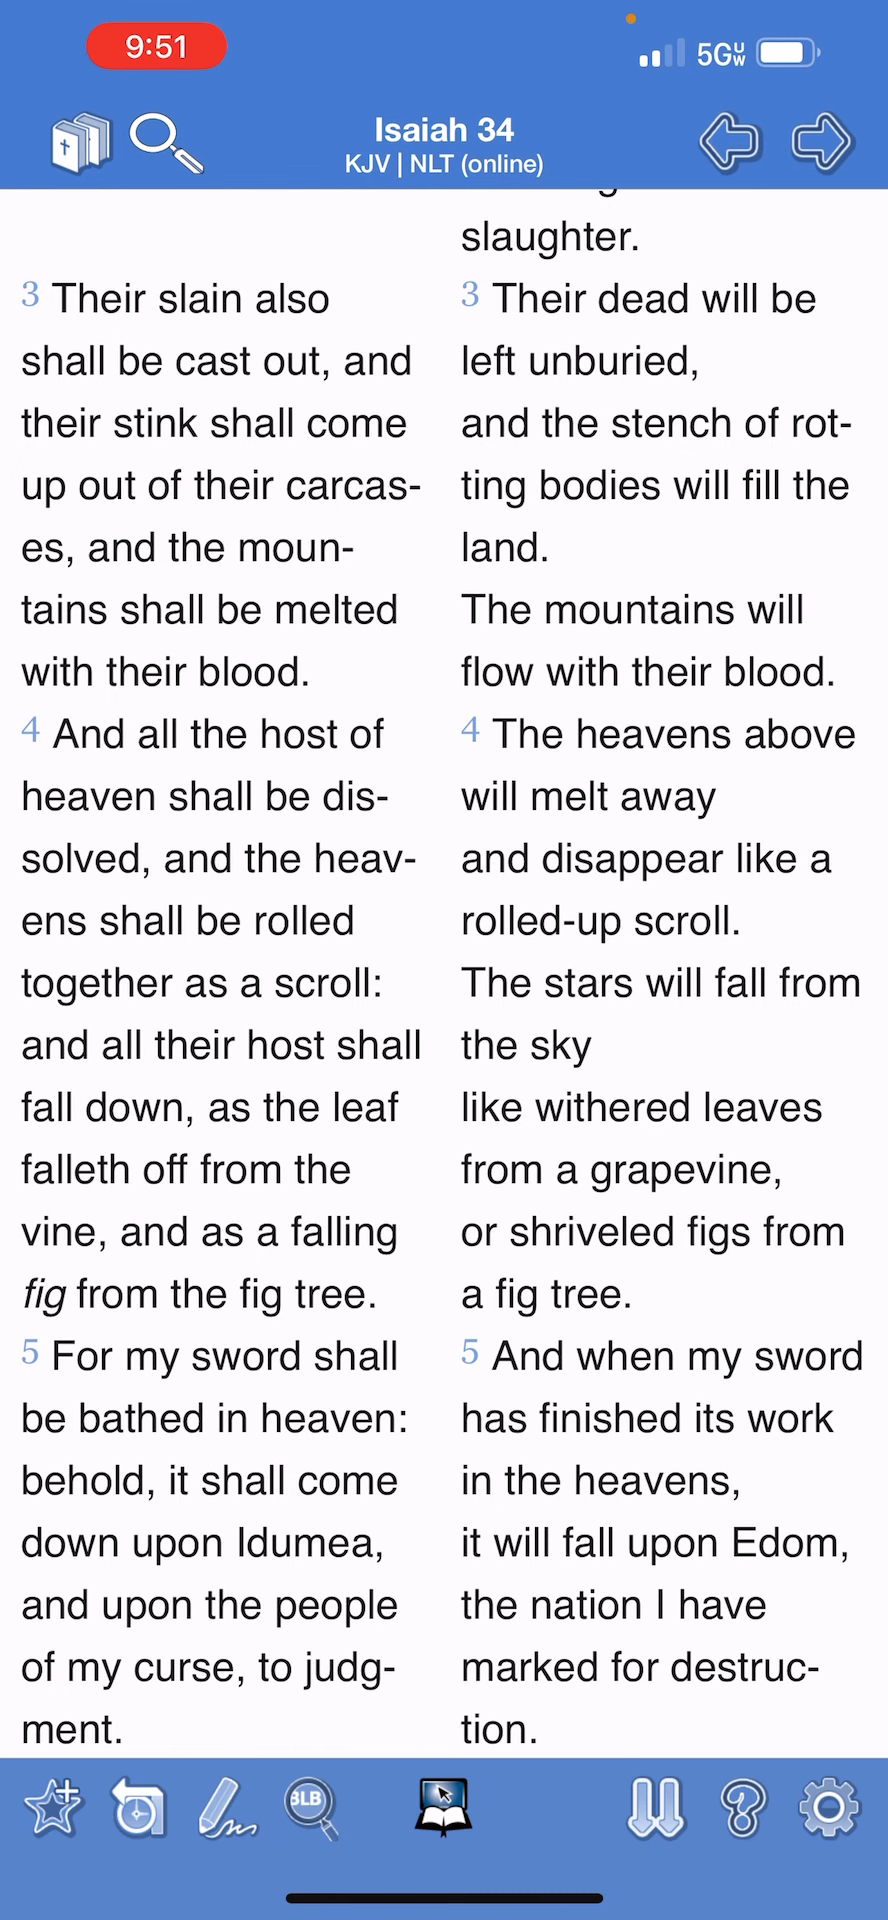 9:51
5GUW
Isaiah 34
KJV | NLT (online)
3 Their slain also
shall be cast out, and
their stink shall come
up out of their carcas-
es, and the moun-
tains shall be melted
with their blood.
4 And all the host of
heaven shall be dis-
solved, and the heav-
ens shall be rolled
together as a scroll:
and all their host shall
fall down, as the leaf
falleth off from the
vine, and as a falling
fig from the fig tree.
5 For my sword shall
be bathed in heaven:
behold, it shall come
down upon Idumea,
and upon the people
of my curse, to judg-
ment.
slaughter.
3 Their dead will be
left unburied,
and the stench of rot-
ting bodies will fill the
land.
The mountains will
flow with their blood.
4 The heavens above
will melt away
and disappear like a
rolled-up scroll.
The stars will fall from
the sky
like withered leaves
from a grapevine,
or shriveled figs from
a fig tree.
5 And when my sword
has finished its work
in the heavens,
it will fall upon Edom,
the nation I have
marked for destruc-
tion.
BLB